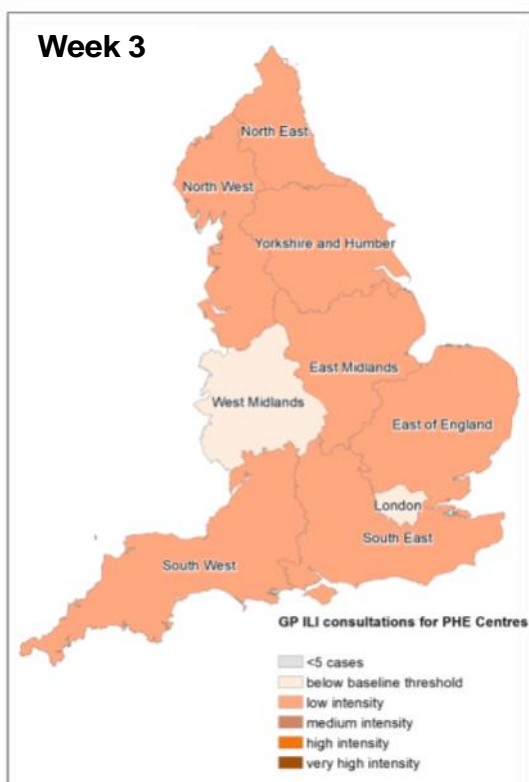 Week 3
North East
North West
Yorkshire and Humber
East Midlands
West Midlands
East of England
London
South East
South West
GP ILI consultations for PHE Centres
<5 cases
below baseline threshold
low intensity
medium intensity
high intensity
very high intensity